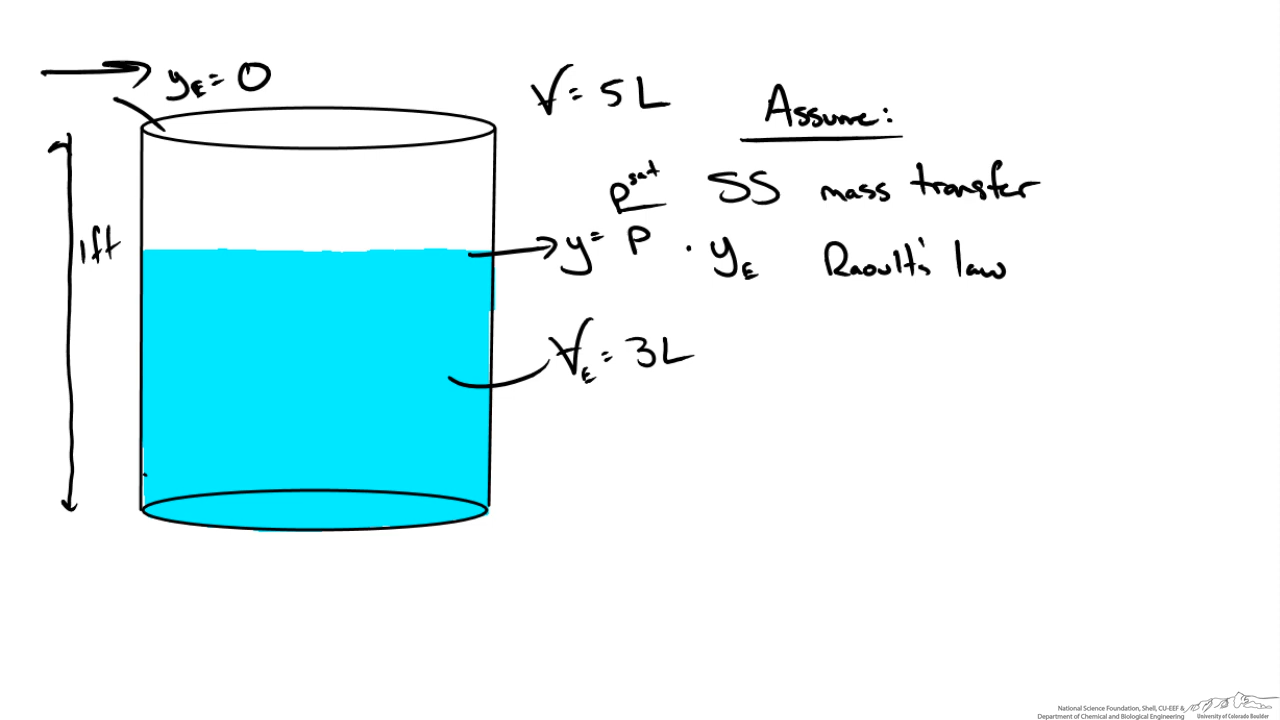 y_E = 0
V = 5 L
Assume:
SS mass transfer
1ft
y = P^sat / P · y_E
Raoult's law
V_E = 3L
National Science Foundation, Shell, CU-EEF &
Department of Chemical and Biological Engineering
University of Colorado Boulder